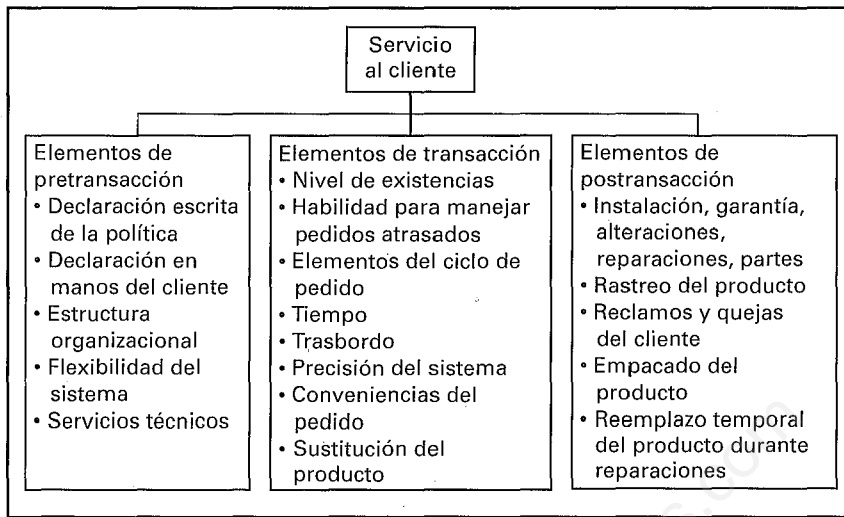 Servicio
al cliente
Elementos de
pretransacción
• Declaración escrita
de la política
• Declaración en
manos del cliente
• Estructura
organizacional
• Flexibilidad del
sistema
• Servicios técnicos
Elementos de transacción
• Nivel de existencias
• Habilidad para manejar
pedidos atrasados
• Elementos del ciclo de
pedido
• Tiempo
• Trasbordo
• Precisión del sistema
• Conveniencias del
pedido
• Sustitución del
producto
Elementos de
postransacción
• Instalación, garantía,
alteraciones,
reparaciones, partes
• Rastreo del producto
• Reclamos y quejas
del cliente
• Empacado del
producto
• Reemplazo temporal
del producto durante
reparaciones